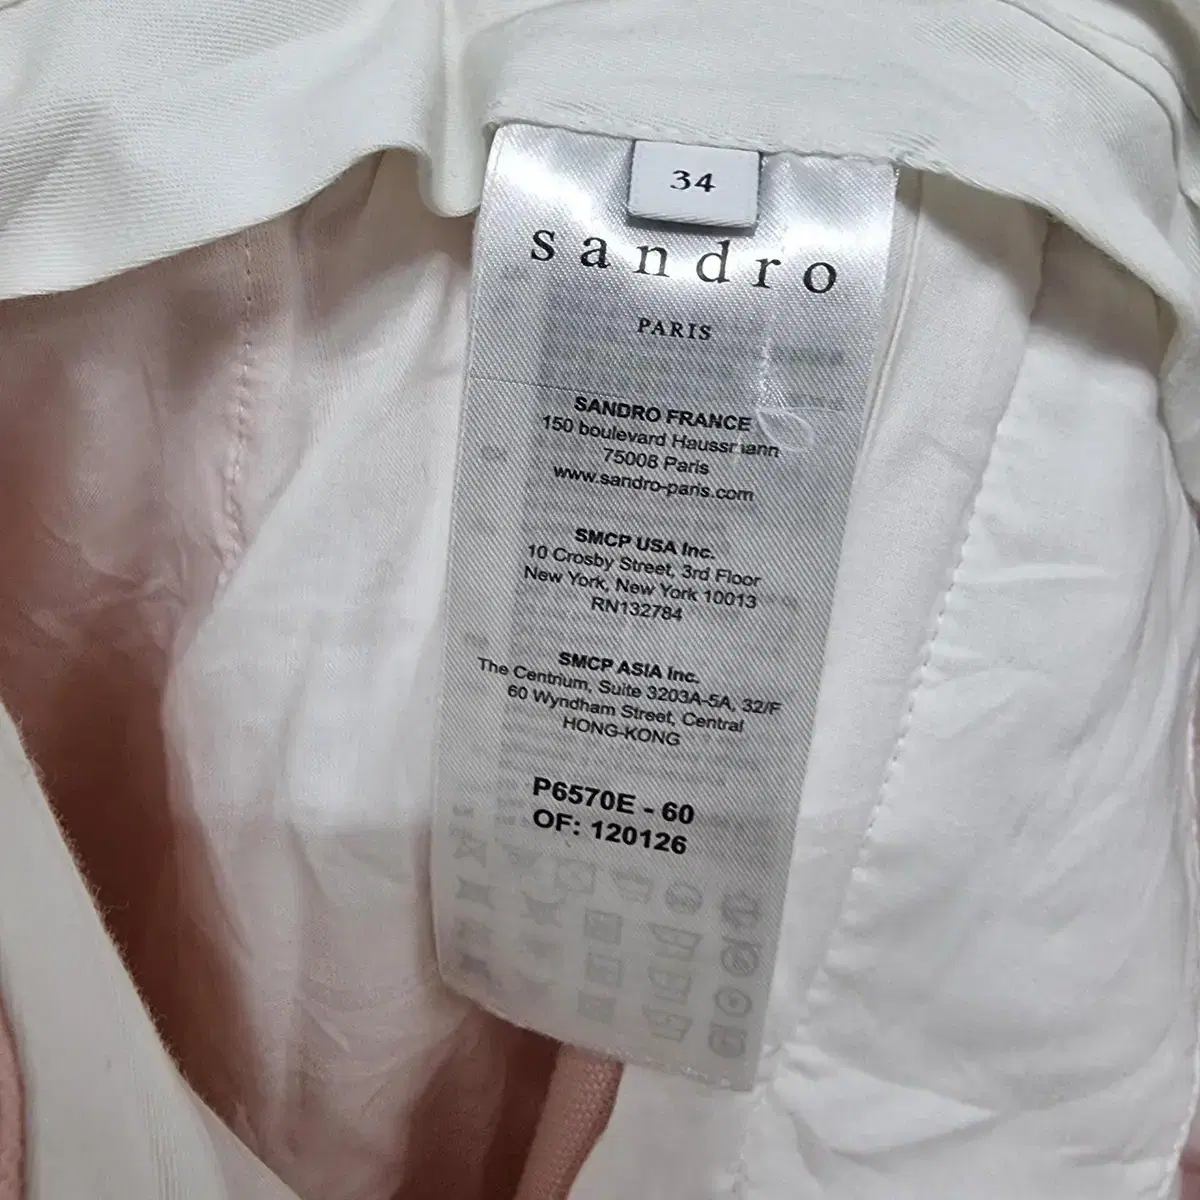 34
sandro
PARIS
SANDRO FRANCE
150 boulevard Haussmann
75008 Paris
www.sandro-paris.com
SMCP USA Inc.
10 Crosby Street, 3rd Floor
New York, New York 10013
RN132784
SMCP ASIA Inc.
The Centrium, Suite 3203A-5A, 32/F
60 Wyndham Street, Central
HONG-KONG
P6570E - 60
OF: 120126